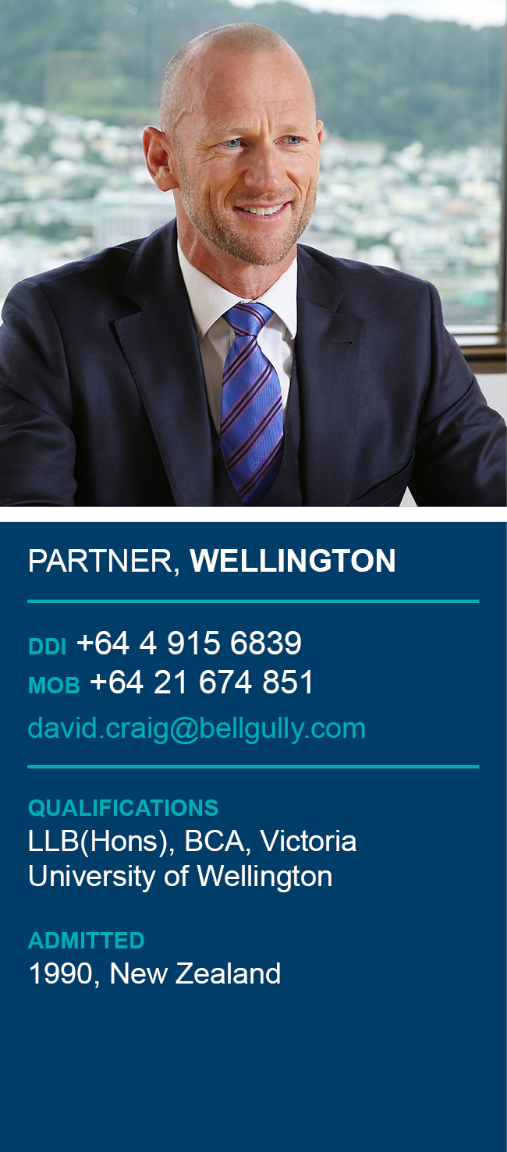 PARTNER, WELLINGTON
DDI +64 4 915 6839
MOB +64 21 674 851
david.craig@bellgully.com
QUALIFICATIONS
LLB(Hons), BCA, Victoria
University of Wellington
ADMITTED
1990, New Zealand